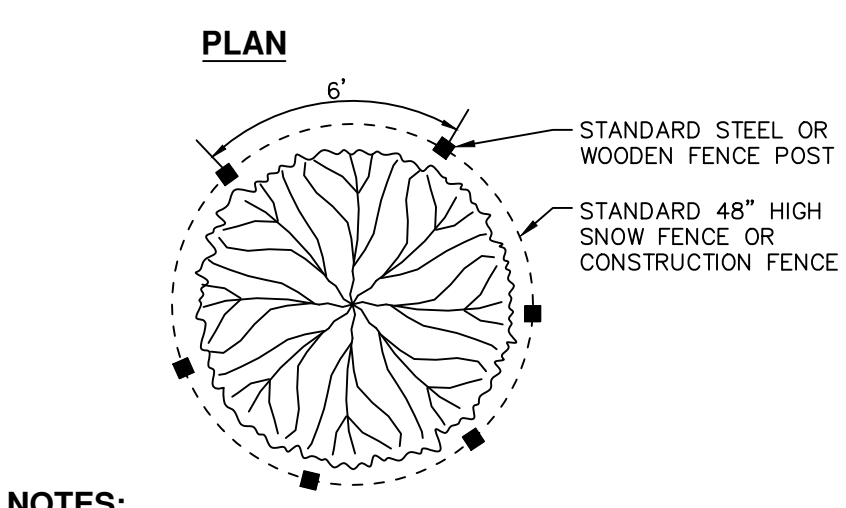 PLAN
6'
STANDARD STEEL OR
WOODEN FENCE POST
STANDARD 48" HIGH
SNOW FENCE OR
CONSTRUCTION FENCE
NOTES: